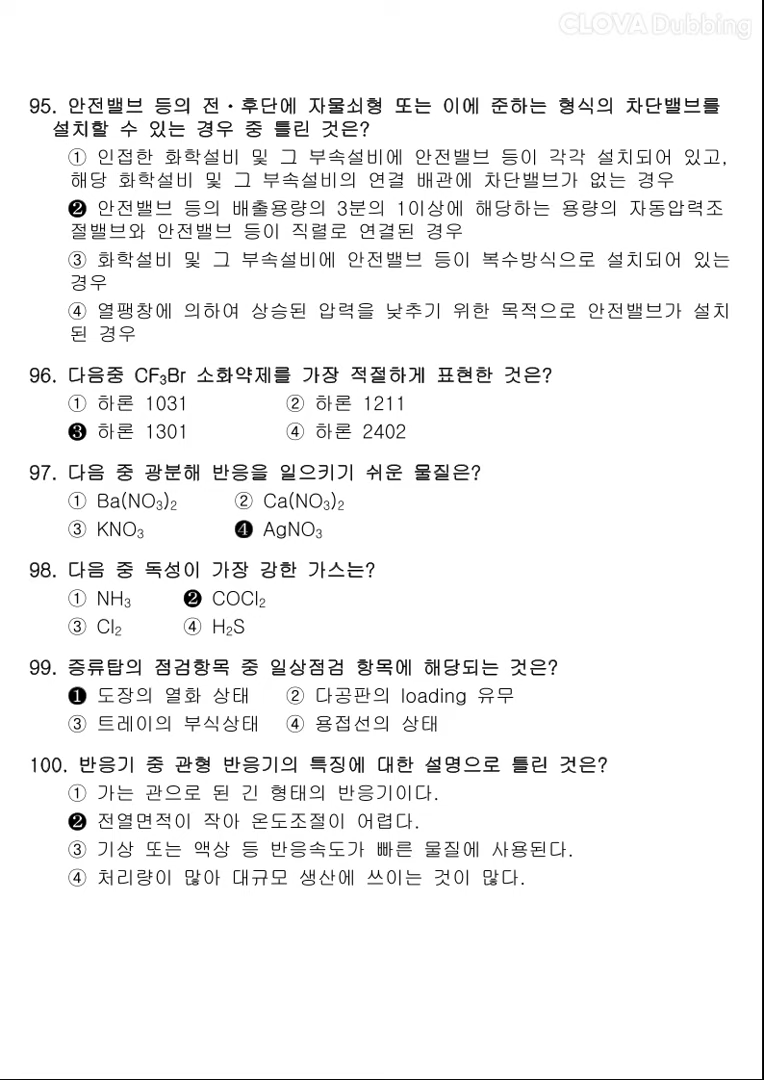 CLOVA Dubbing
95. 안전밸브 등의 전·후단에 자물쇠형 또는 이에 준하는 형식의 차단밸브를
설치할 수 있는 경우 중 틀린 것은?
① 인접한 화학설비 및 그 부속설비에 안전밸브 등이 각각 설치되어 있고,
해당 화학설비 및 그 부속설비의 연결 배관에 차단밸브가 없는 경우
❷ 안전밸브 등의 배출용량의 3분의 1이상에 해당하는 용량의 자동압력조
절밸브와 안전밸브 등이 직렬로 연결된 경우
③ 화학설비 및 그 부속설비에 안전밸브 등이 복수방식으로 설치되어 있는
경우
④ 열팽창에 의하여 상승된 압력을 낮추기 위한 목적으로 안전밸브가 설치
된 경우
96. 다음중 CF₃Br 소화약제를 가장 적절하게 표현한 것은?
① 하론 1031 ② 하론 1211
❸ 하론 1301 ④ 하론 2402
97. 다음 중 광분해 반응을 일으키기 쉬운 물질은?
① Ba(NO₃)₂ ② Ca(NO₃)₂
③ KNO₃ ❹ AgNO₃
98. 다음 중 독성이 가장 강한 가스는?
① NH₃ ❷ COCl₂
③ Cl₂ ④ H₂S
99. 증류탑의 점검항목 중 일상점검 항목에 해당되는 것은?
❶ 도장의 열화 상태 ② 다공판의 loading 유무
③ 트레이의 부식상태 ④ 용접선의 상태
100. 반응기 중 관형 반응기의 특징에 대한 설명으로 틀린 것은?
① 가는 관으로 된 긴 형태의 반응기이다.
❷ 전열면적이 작아 온도조절이 어렵다.
③ 기상 또는 액상 등 반응속도가 빠른 물질에 사용된다.
④ 처리량이 많아 대규모 생산에 쓰이는 것이 많다.